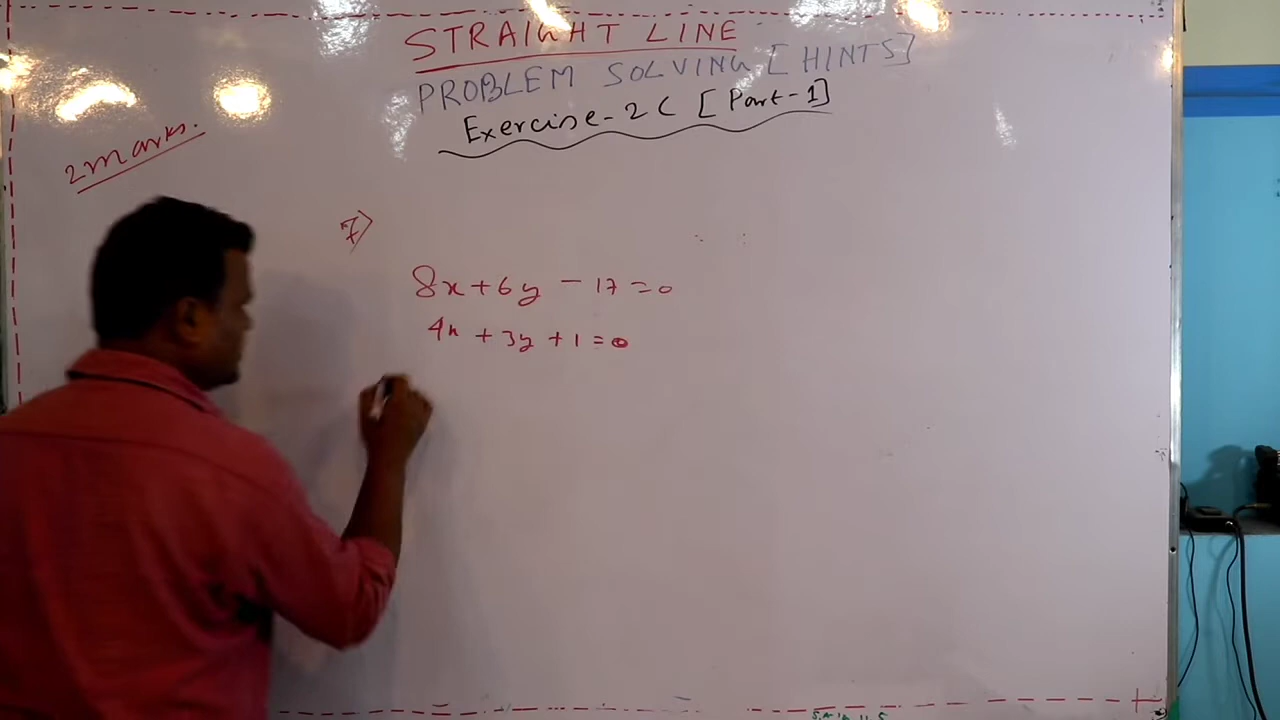 STRAIGHT LINE
PROBLEM SOLVING [HINTS]
Exercise-2C [Part-1]
2marks.
7)
8x+6y-17=0
4x+3y+1=0